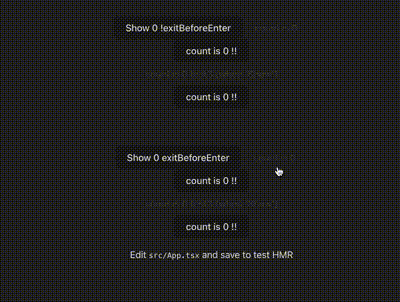 Show 0 !exitBeforeEnter
count is 0 !!
count is 0 !!
Show 0 exitBeforeEnter
count is 0 !!
count is 0 !!
Edit src/App.tsx and save to test HMR